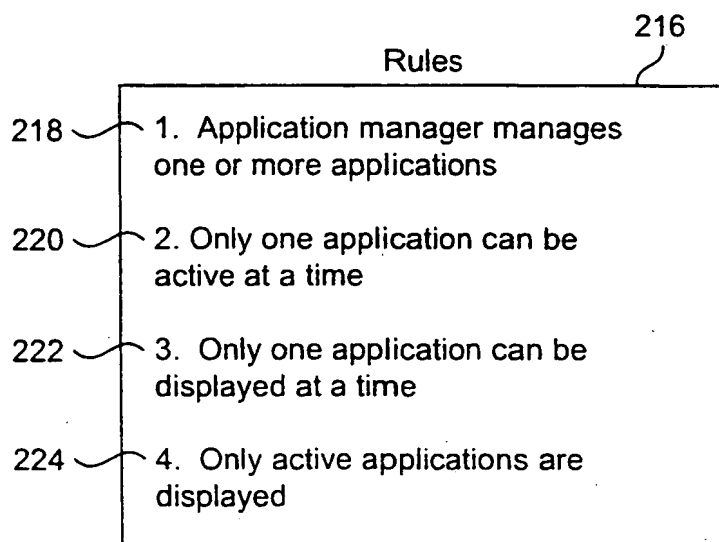 216
Rules
218 1. Application manager manages
one or more applications
220 2. Only one application can be
active at a time
222 3. Only one application can be
displayed at a time
224 4. Only active applications are
displayed